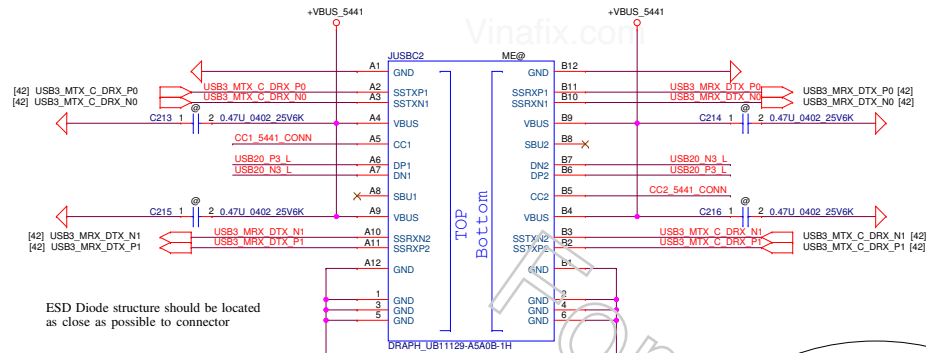 +VBUS_5441
+VBUS_5441
Vinafix.com
JUSBC2
ME@
A1 GND
GND B12
[42] USB3_MTX_C_DRX_P0 USB3_MTX_C_DRX_P0 A2 SSTXP1
SSRXP1 B11 USB3_MRX_DTX_P0 USB3_MRX_DTX_P0 [42]
[42] USB3_MTX_C_DRX_N0 USB3_MTX_C_DRX_N0 A3 SSTXN1
SSRXN1 B10 USB3_MRX_DTX_N0 USB3_MRX_DTX_N0 [42]
@
@
C213 1 2 0.47U_0402_25V6K A4 VBUS
VBUS B9 C214 1 2 0.47U_0402_25V6K
CC1_5441_CONN A5 CC1
SBU2 B8
USB20_P3_L A6 DP1
DN2 B7 USB20_N3_L
USB20_N3_L A7 DN1
DP2 B6 USB20_P3_L
A8 SBU1
CC2 B5 CC2_5441_CONN
@
@
C215 1 2 0.47U_0402_25V6K A9 VBUS
VBUS B4 C216 1 2 0.47U_0402_25V6K
[42] USB3_MRX_DTX_N1 USB3_MRX_DTX_N1 A10 SSRXN2
SSTXN2 B3 USB3_MTX_C_DRX_N1 USB3_MTX_C_DRX_N1 [42]
[42] USB3_MRX_DTX_P1 USB3_MRX_DTX_P1 A11 SSRXP2
SSTXP2 B2 USB3_MTX_C_DRX_P1 USB3_MTX_C_DRX_P1 [42]
A12 GND
GND B1
TOP
Bottom
1 GND
GND 2
3 GND
GND 4
5 GND
GND 6
ESD Diode structure should be located
as close as possible to connector
DRAPH_UB11129-A5A0B-1H